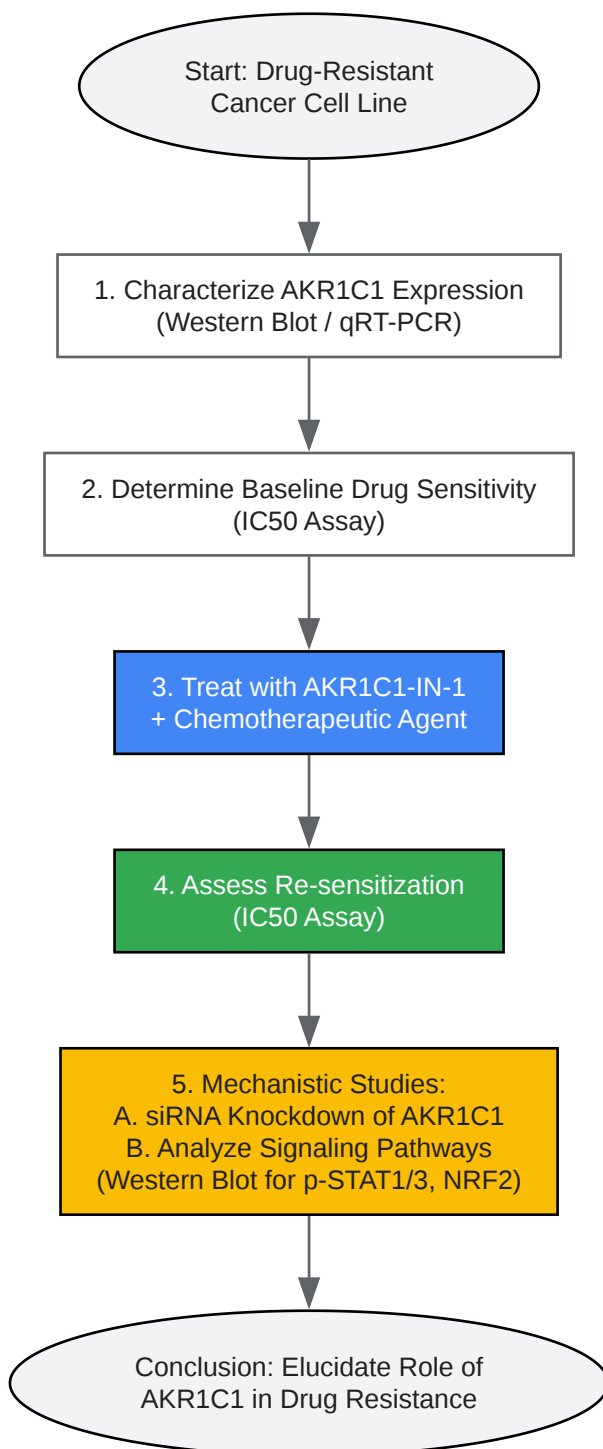 Start: Drug-Resistant
Cancer Cell Line
1. Characterize AKR1C1 Expression
(Western Blot / qRT-PCR)
2. Determine Baseline Drug Sensitivity
(IC50 Assay)
3. Treat with AKR1C1-IN-1
+ Chemotherapeutic Agent
4. Assess Re-sensitization
(IC50 Assay)
5. Mechanistic Studies:
A. siRNA Knockdown of AKR1C1
B. Analyze Signaling Pathways
(Western Blot for p-STAT1/3, NRF2)
Conclusion: Elucidate Role of
AKR1C1 in Drug Resistance